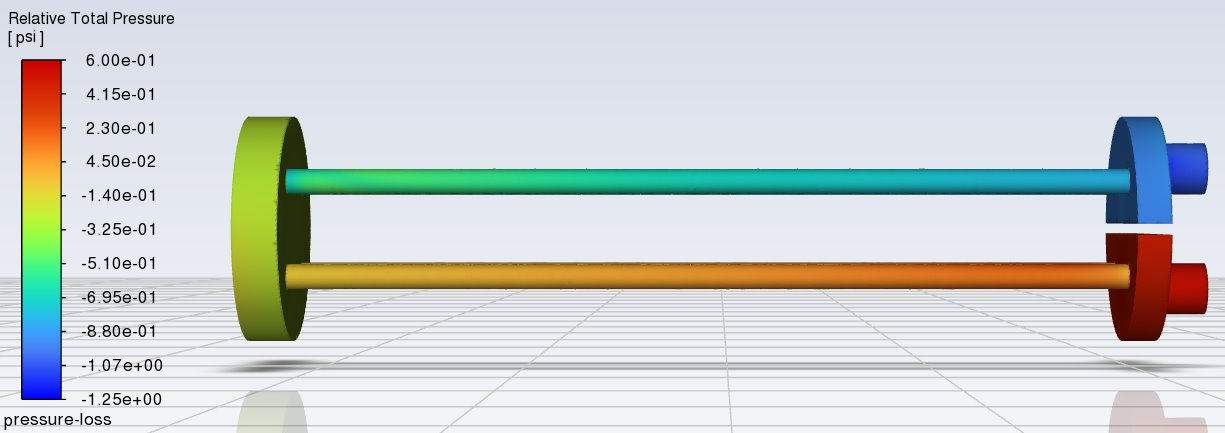 Relative Total Pressure
[ psi ]
6.00e-01
4.15e-01
2.30e-01
4.50e-02
-1.40e-01
-3.25e-01
-5.10e-01
-6.95e-01
-8.80e-01
-1.07e+00
-1.25e+00
pressure-loss